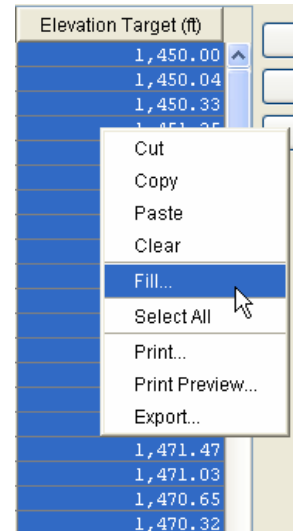 Elevation Target (ft)
1,450.00
1,450.04
1,450.33
Cut
Copy
Paste
Clear
Fill...
Select All
Print...
Print Preview...
Export...
1,471.47
1,471.03
1,470.65
1,470.32